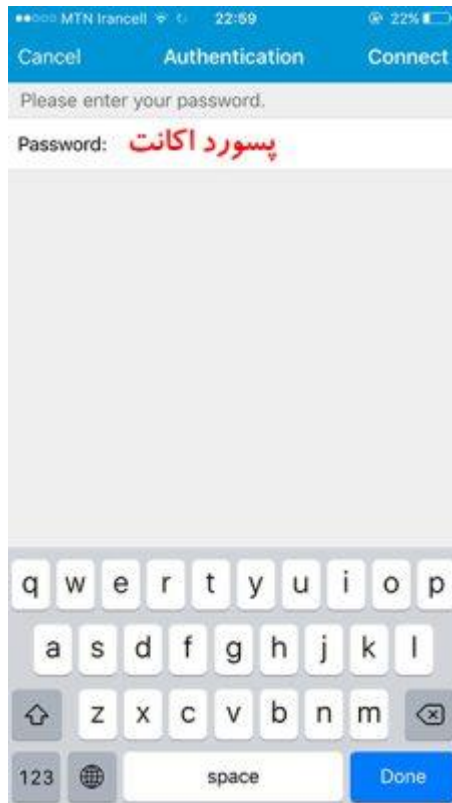 MTN Irancell 22:59 22%
Cancel Authentication Connect
Please enter your password.
Password: پسورد اکانت
q w e r t y u i o p
a s d f g h j k l
z x c v b n m
123 space Done